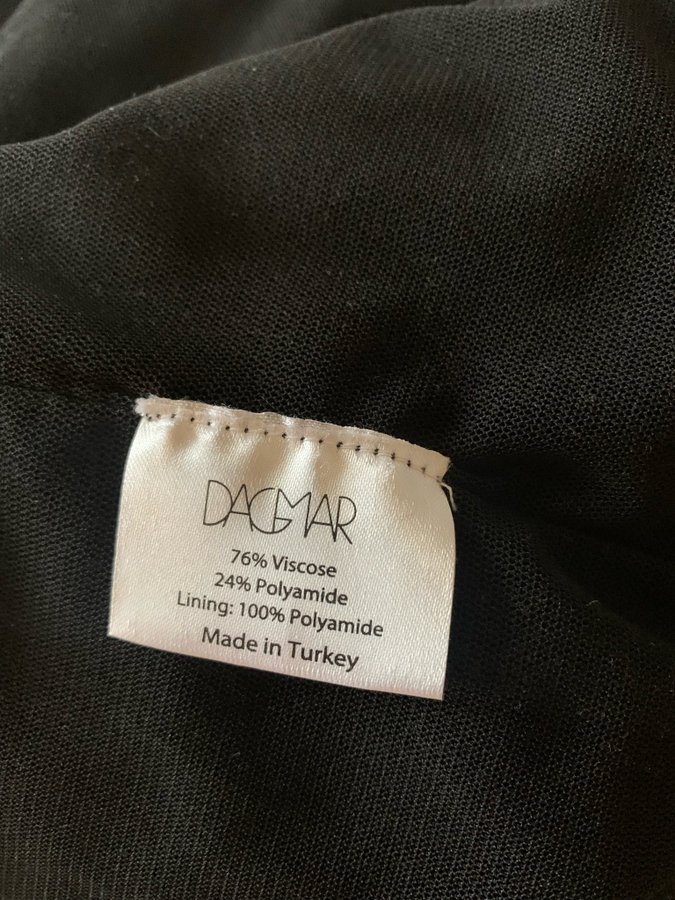 DAGMAR
76% Viscose
24% Polyamide
Lining: 100% Polyamide
Made in Turkey